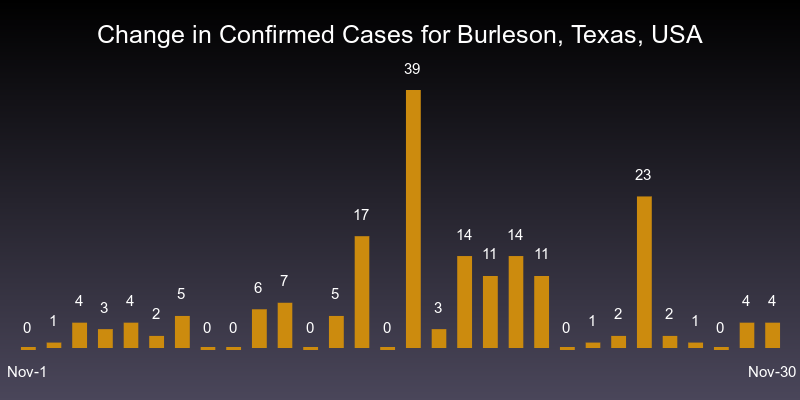 Change in Confirmed Cases for Burleson, Texas, USA
0 1 4 3 4 2 5 0 0 6 7 0 5 17 0 39 3 14 11 14 11 0 1 2 23 2 1 0 4 4
Nov-1 Nov-30